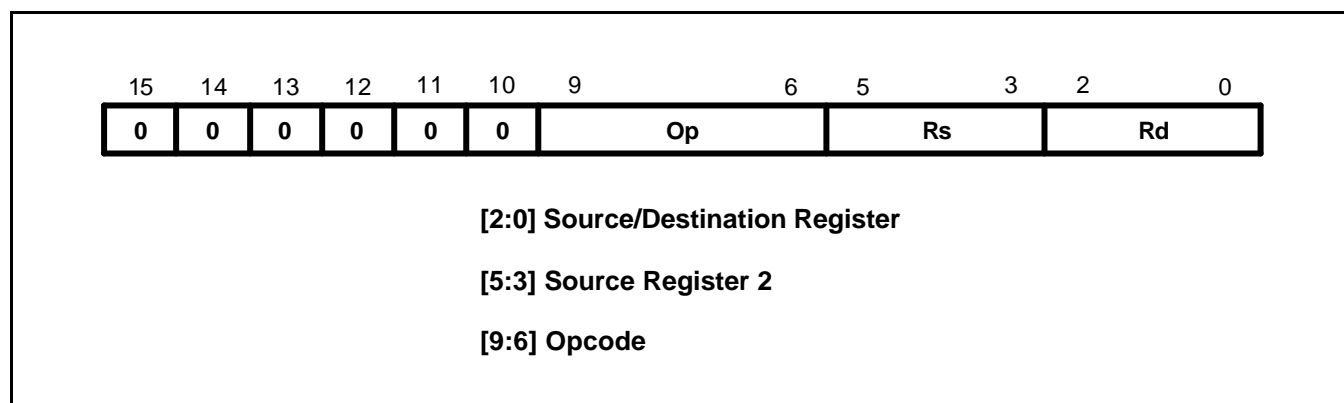 15 14 13 12 11 10 9 6 5 3 2 0
0 0 0 0 0 0 Op Rs Rd
[2:0] Source/Destination Register
[5:3] Source Register 2
[9:6] Opcode